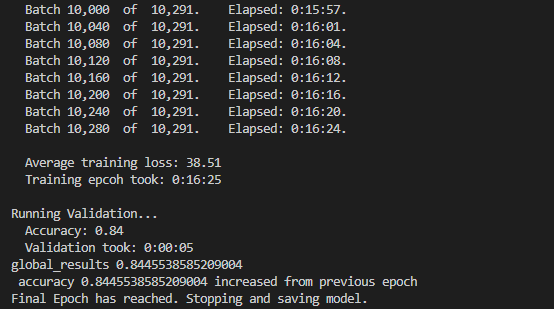 Batch 10,000  of  10,291.    Elapsed: 0:15:57.
Batch 10,040  of  10,291.    Elapsed: 0:16:01.
Batch 10,080  of  10,291.    Elapsed: 0:16:04.
Batch 10,120  of  10,291.    Elapsed: 0:16:08.
Batch 10,160  of  10,291.    Elapsed: 0:16:12.
Batch 10,200  of  10,291.    Elapsed: 0:16:16.
Batch 10,240  of  10,291.    Elapsed: 0:16:20.
Batch 10,280  of  10,291.    Elapsed: 0:16:24.
Average training loss: 38.51
Training epcoh took: 0:16:25
Running Validation...
Accuracy: 0.84
Validation took: 0:00:05
global_results 0.8445538585209004
accuracy 0.8445538585209004 increased from previous epoch
Final Epoch has reached. Stopping and saving model.